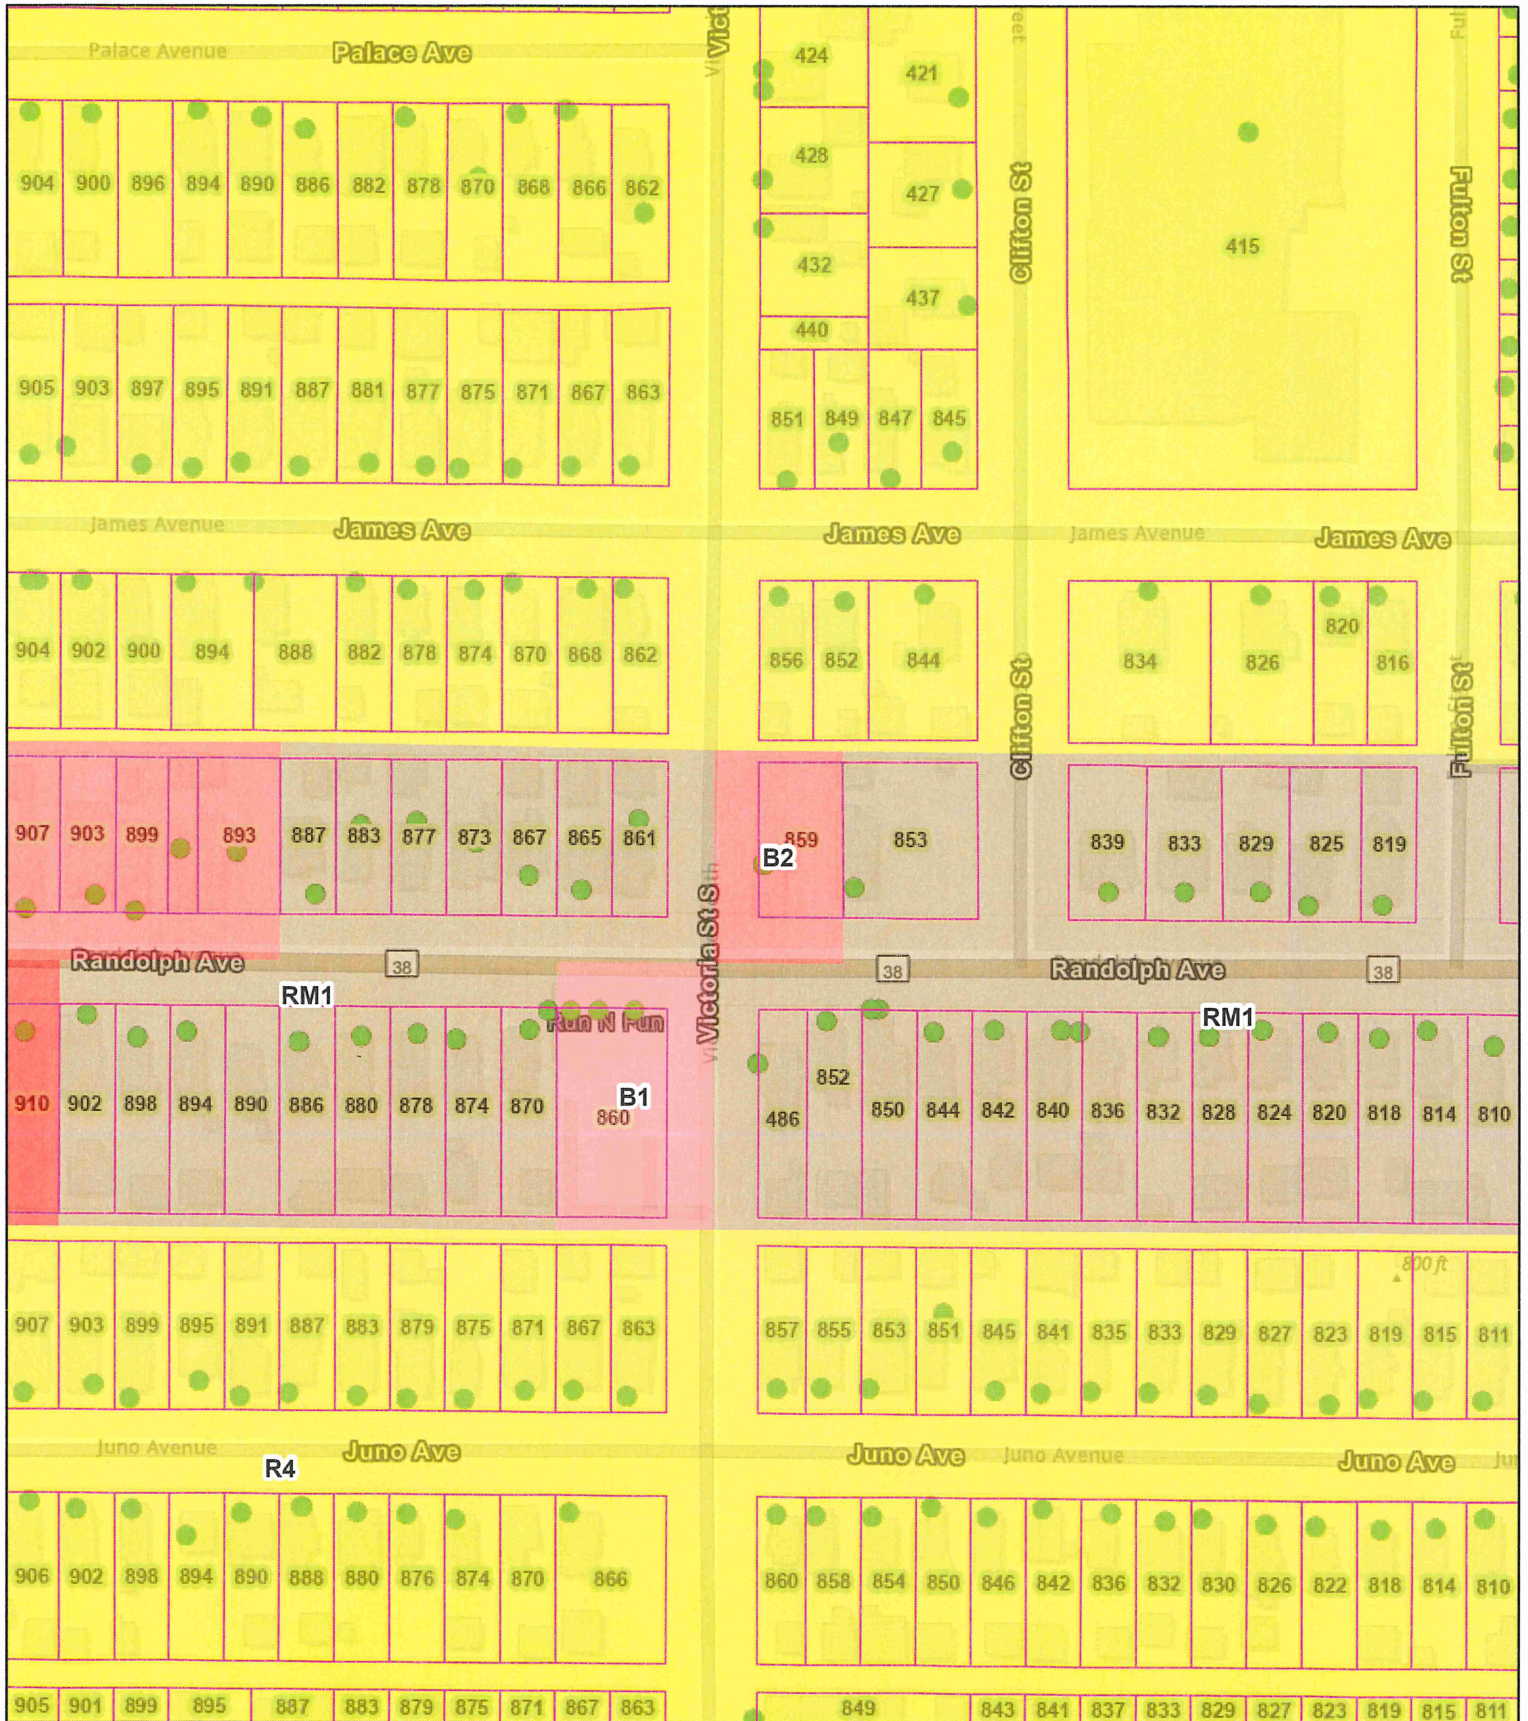 Palace Avenue Palace Ave Vict
424 421
428
904 900 896 894 890 886 882 878 870 868 866 862
427
Clifton St
Fulton St
415
432
437
440
905 903 897 895 891 887 881 877 875 871 867 863
851 849 847 845
James Avenue James Ave James Ave James Avenue James Ave
820
904 902 900 894 888 882 878 874 870 868 862 856 852 844 834 826 816
Clifton St
Fulton St
907 903 899 893 887 883 877 873 867 865 861 859 853 839 833 829 825 819
B2
Victoria St S
Randolph Ave 38 38 Randolph Ave 38
RM1 RM1
Run N Fun
852
910 902 898 894 890 886 880 878 874 870 860 486 850 844 842 840 836 832 828 824 820 818 814 810
B1
800 ft
907 903 899 895 891 887 883 879 875 871 867 863 857 855 853 851 845 841 835 833 829 827 823 819 815 811
Juno Avenue Juno Ave Juno Ave Juno Avenue Juno Ave
R4
906 902 898 894 890 888 880 876 874 870 866 860 858 854 850 846 842 836 832 830 826 822 818 814 810
905 901 899 895 887 883 879 875 871 867 863 849 843 841 837 833 829 827 823 819 815 811